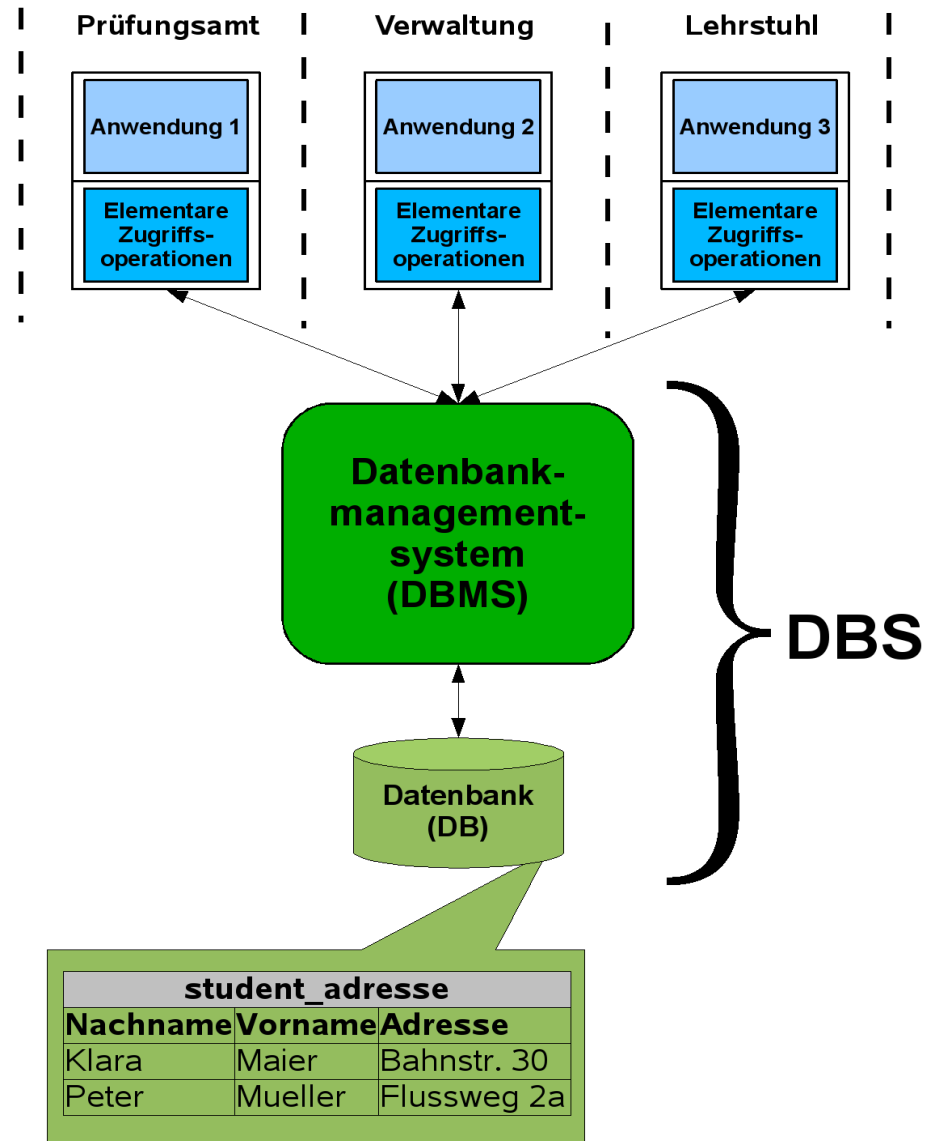 Prüfungsamt
Verwaltung
Lehrstuhl
Anwendung 1
Anwendung 2
Anwendung 3
Elementare
Zugriffs-
operationen
Elementare
Zugriffs-
operationen
Elementare
Zugriffs-
operationen
Datenbank-
management-
system
(DBMS)
DBS
Datenbank
(DB)
student_adresse
Nachname Vorname Adresse
Klara Maier Bahnstr. 30
Peter Mueller Flussweg 2a